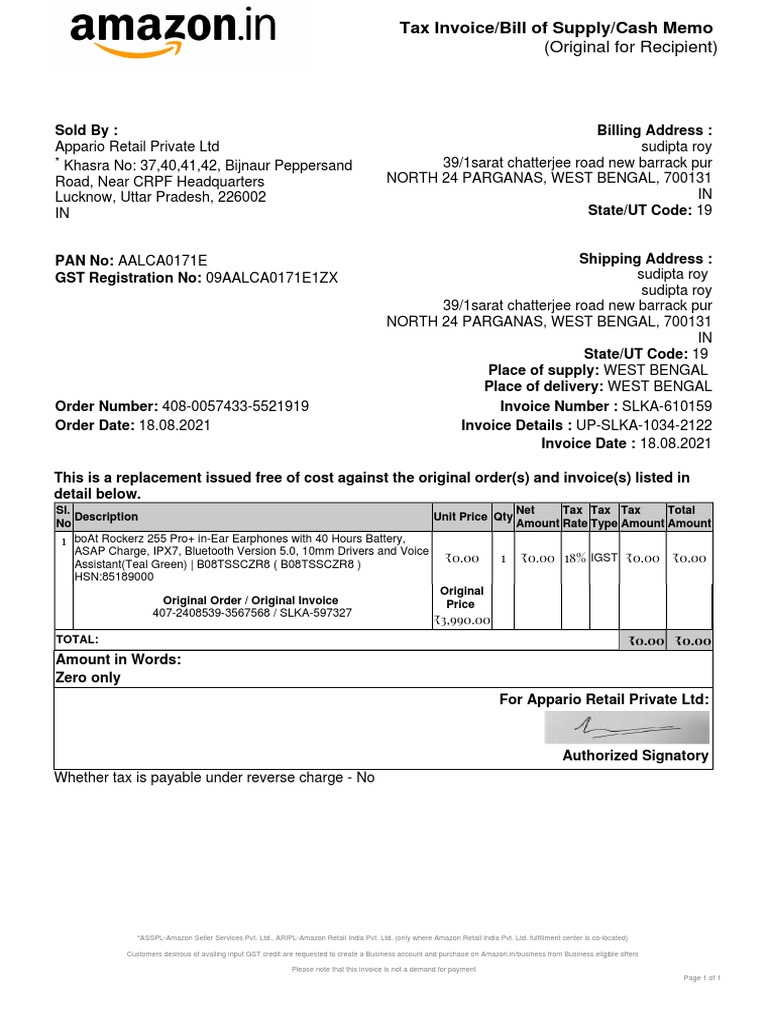 amazon.in
Tax Invoice/Bill of Supply/Cash Memo
(Original for Recipient)
Sold By :
Appario Retail Private Ltd
* Khasra No: 37,40,41,42, Bijnaur Peppersand
Road, Near CRPF Headquarters
Lucknow, Uttar Pradesh, 226002
IN
Billing Address :
sudipta roy
39/1sarat chatterjee road new barrack pur
NORTH 24 PARGANAS, WEST BENGAL, 700131
IN
State/UT Code: 19
PAN No: AALCA0171E
GST Registration No: 09AALCA0171E1ZX
Shipping Address :
sudipta roy
sudipta roy
39/1sarat chatterjee road new barrack pur
NORTH 24 PARGANAS, WEST BENGAL, 700131
IN
State/UT Code: 19
Place of supply: WEST BENGAL
Place of delivery: WEST BENGAL
Order Number: 408-0057433-5521919
Order Date: 18.08.2021
Invoice Number : SLKA-610159
Invoice Details : UP-SLKA-1034-2122
Invoice Date : 18.08.2021
This is a replacement issued free of cost against the original order(s) and invoice(s) listed in
detail below.
Sl. No Description Unit Price Qty Net Amount Tax Rate Tax Type Tax Amount Total Amount
1 boAt Rockerz 255 Pro+ in-Ear Earphones with 40 Hours Battery,
ASAP Charge, IPX7, Bluetooth Version 5.0, 10mm Drivers and Voice
Assistant(Teal Green) | B08TSSCZR8 ( B08TSSCZR8 )
HSN:85189000
₹0.00 1 ₹0.00 18% IGST ₹0.00 ₹0.00
Original Order / Original Invoice
407-2408539-3567568 / SLKA-597327
Original
Price
₹3,990.00
TOTAL: ₹0.00 ₹0.00
Amount in Words:
Zero only
For Appario Retail Private Ltd:
Authorized Signatory
Whether tax is payable under reverse charge - No
*ASSPL-Amazon Seller Services Pvt. Ltd., ARIPL-Amazon Retail India Pvt. Ltd. (only where Amazon Retail India Pvt. Ltd. fulfillment center is co-located)
Customers desirous of availing input GST credit are requested to create a Business account and purchase on Amazon.in/business from Business eligible offers
Please note that this invoice is not a demand for payment
Page 1 of 1